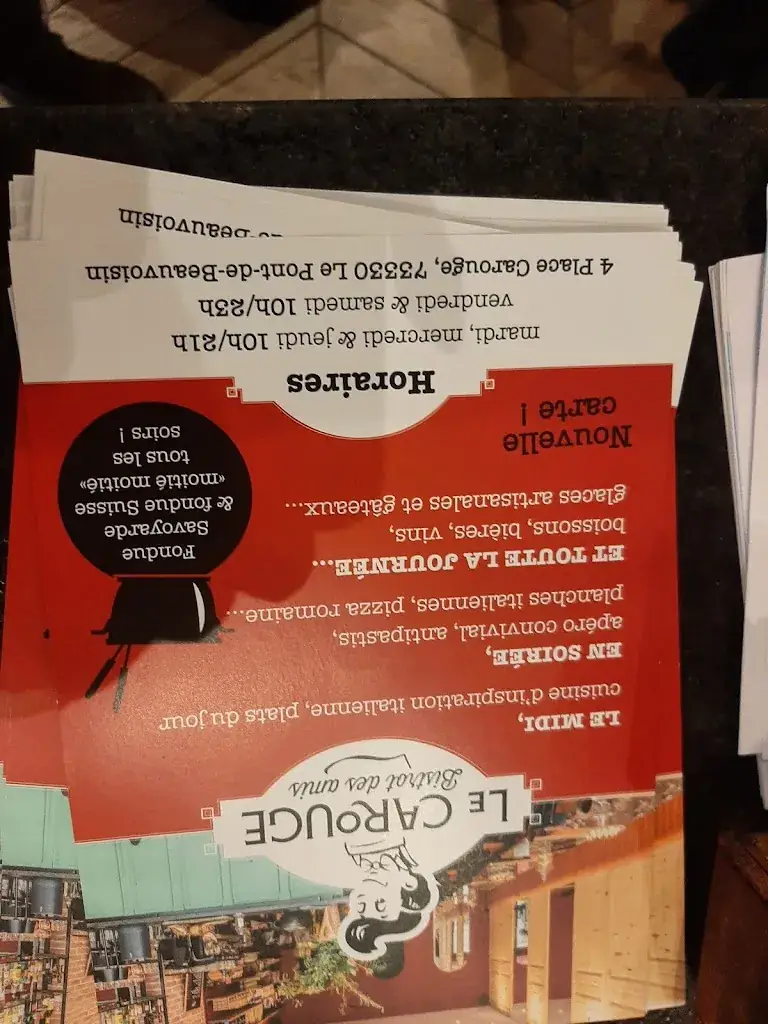 LE CAROUGE
Bistrot des amis
LE MIDI,
cuisine d'inspiration italienne, plats du jour
EN SOIRÉE,
apéro convivial, antipastis,
planches italiennes, pizza romaine...
ET TOUTE LA JOURNÉE...
boissons, bières, vins,
glaces artisanales et gâteaux...
Nouvelle
carte !
Fondue
Savoyarde
& fondue Suisse
«moitié moitié»
tous les
soirs !
Horaires
mardi, mercredi & jeudi 10h/21h
vendredi & samedi 10h/23h
4 Place Carouge, 73330 Le Pont-de-Beauvoisin
de-Beauvoisin